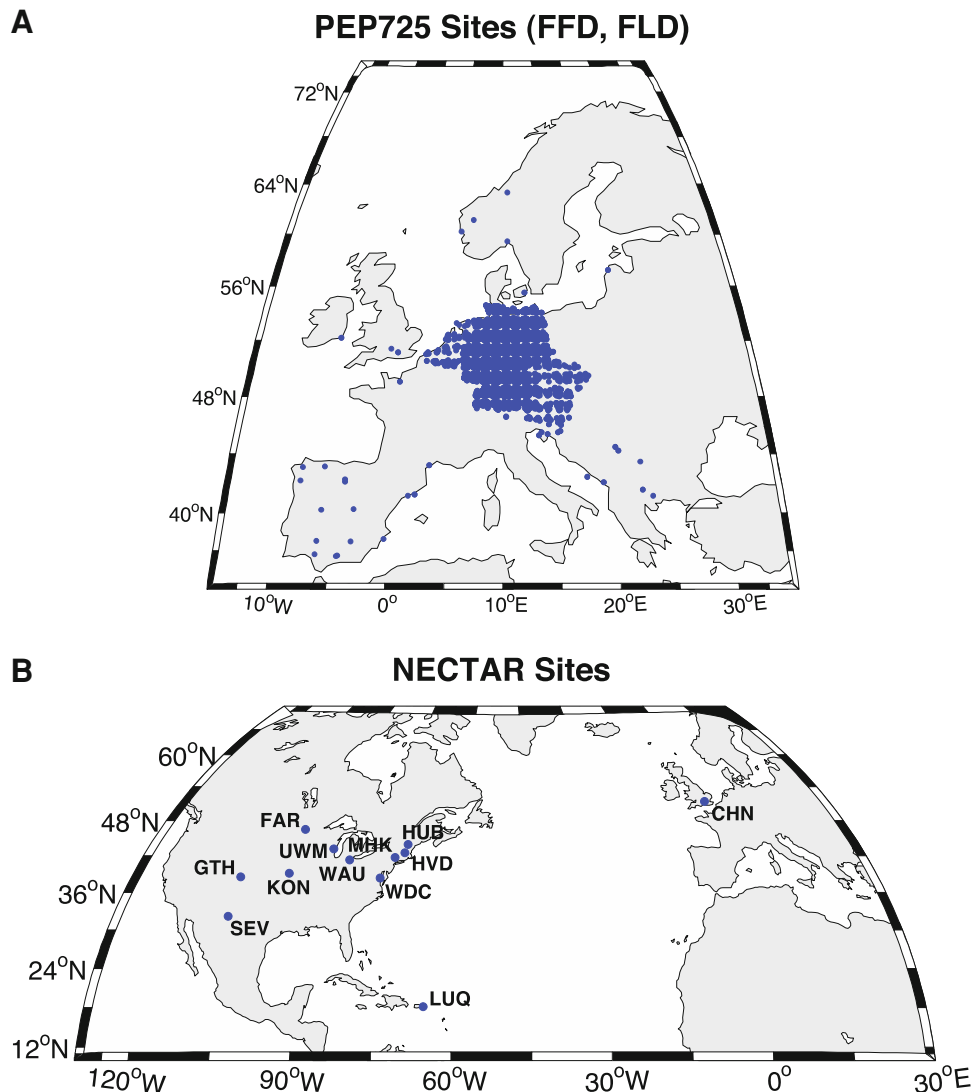 A
PEP725 Sites (FFD, FLD)
72°N
64°N
56°N
48°N
40°N
10°W 0° 10°E 20°E 30°E
B
NECTAR Sites
60°N
48°N
36°N
24°N
12°N
CHN
FAR
HUB
UWM
MHK
HVD
GTH
WAU
KON
WDC
SEV
LUQ
120°W 90°W 60°W 30°W 0° 30°E